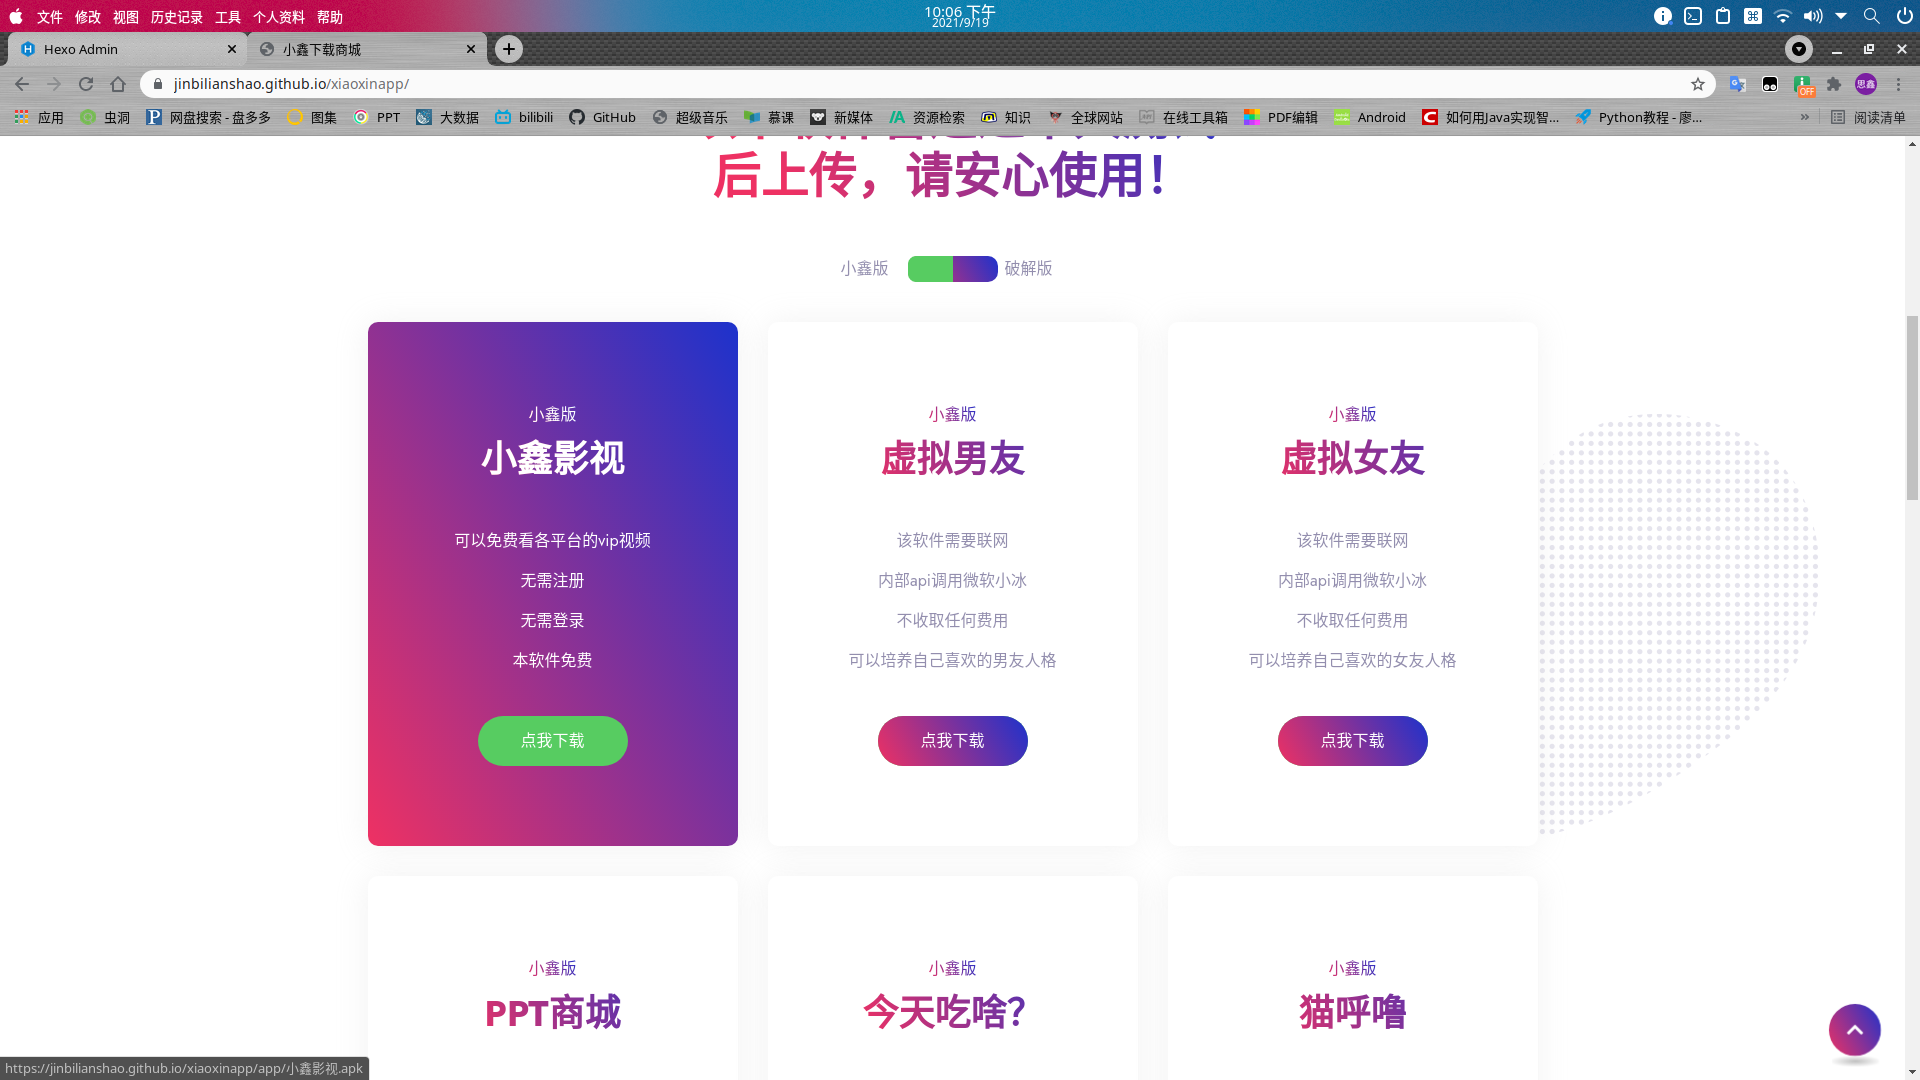 文件 修改 视图 历史记录 工具 个人资料 帮助
10:06 下午
2021/9/19
Hexo Admin
小鑫下载商城
jinbilianshao.github.io/xiaoxinapp/
思鑫
OFF
应用 虫洞 网盘搜索 - 盘多多 图集 PPT 大数据 bilibili GitHub 超级音乐 慕课 新媒体 资源检索 知识 全球网站 在线工具箱 PDF编辑 Android 如何用Java实现智... Python教程 - 廖... » 阅读清单
后上传，请安心使用！
小鑫版 破解版
小鑫版
小鑫影视
可以免费看各平台的vip视频
无需注册
无需登录
本软件免费
点我下载
小鑫版
虚拟男友
该软件需要联网
内部api调用微软小冰
不收取任何费用
可以培养自己喜欢的男友人格
点我下载
小鑫版
虚拟女友
该软件需要联网
内部api调用微软小冰
不收取任何费用
可以培养自己喜欢的女友人格
点我下载
小鑫版
PPT商城
小鑫版
今天吃啥?
小鑫版
猫呼噜
https://jinbilianshao.github.io/xiaoxinapp/app/小鑫影视.apk